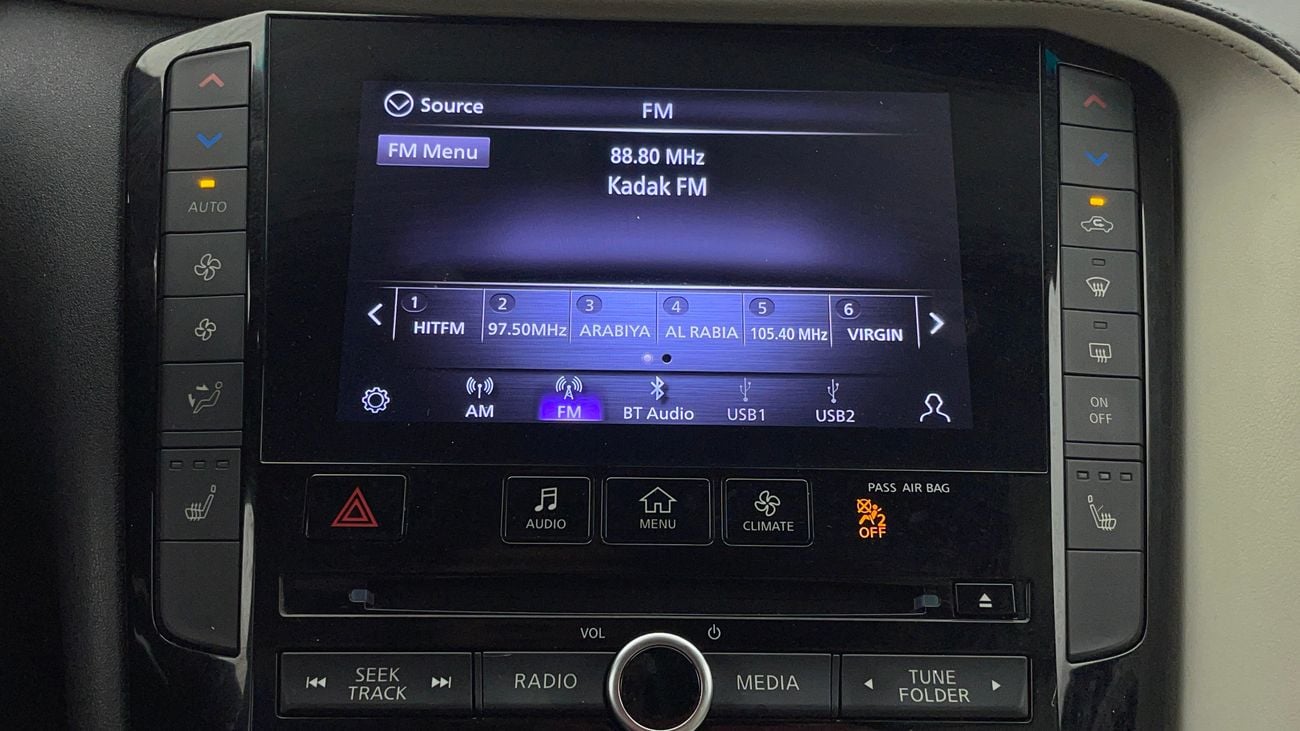 Source
FM
FM Menu
88.80 MHz
Kadak FM
1 2 3 4 5 6
HITFM 97.50MHz ARABIYA AL RABIA 105.40 MHz VIRGIN
AM FM BT Audio USB1 USB2
AUTO
ON
OFF
AUDIO
MENU
CLIMATE
PASS AIR BAG
2
OFF
VOL
SEEK
TRACK
RADIO
MEDIA
TUNE
FOLDER